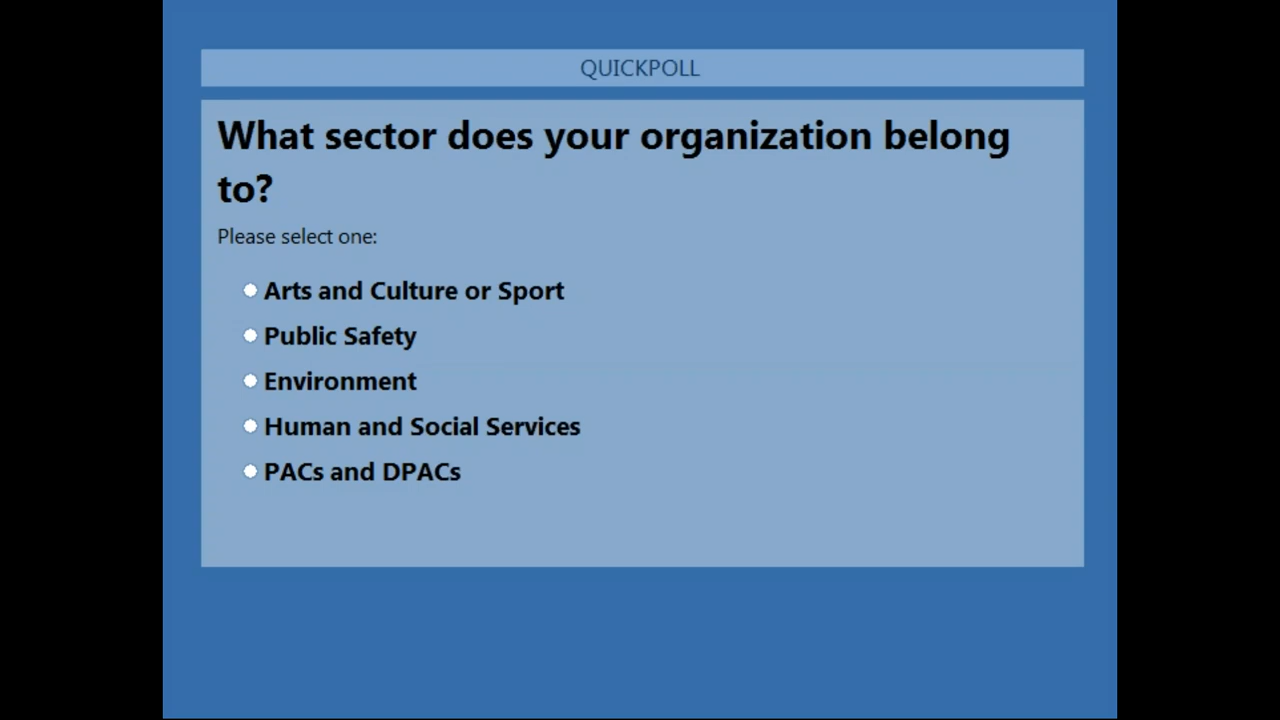 QUICKPOLL
What sector does your organization belong
to?
Please select one:
Arts and Culture or Sport
Public Safety
Environment
Human and Social Services
PACs and DPACs